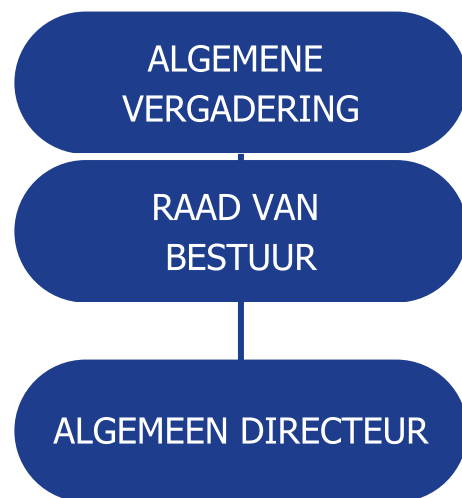 ALGEMENE
VERGADERING
RAAD VAN
BESTUUR
ALGEMEEN DIRECTEUR